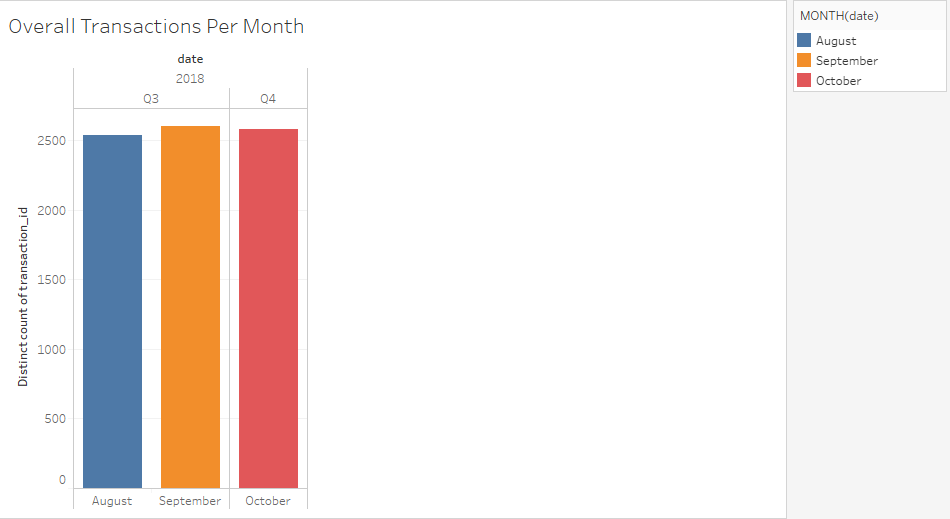 Overall Transactions Per Month
date
2018
Q3
Q4
2500
2000
1500
1000
500
0
Distinct count of transaction_id
August
September
October
MONTH(date)
August
September
October